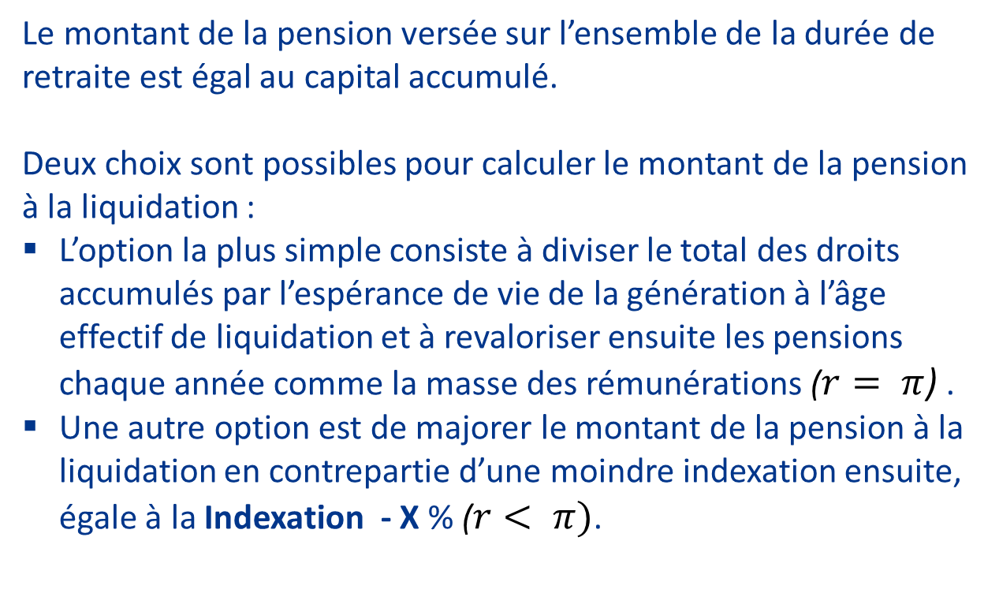 Le montant de la pension versée sur l’ensemble de la durée de
retraite est égal au capital accumulé.
Deux choix sont possibles pour calculer le montant de la pension
à la liquidation :
▪ L’option la plus simple consiste à diviser le total des droits
accumulés par l’espérance de vie de la génération à l’âge
effectif de liquidation et à revaloriser ensuite les pensions
chaque année comme la masse des rémunérations (r = π) .
▪ Une autre option est de majorer le montant de la pension à la
liquidation en contrepartie d’une moindre indexation ensuite,
égale à la Indexation - X % (r < π).